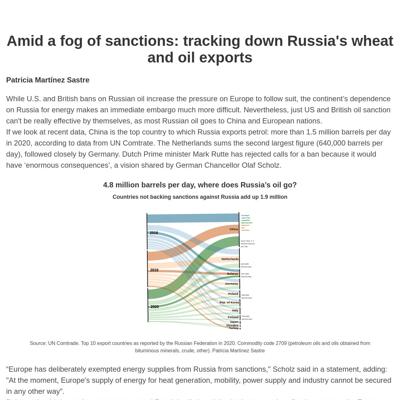 Amid a fog of sanctions: tracking down Russia's wheat
and oil exports
Patricia Martínez Sastre
While U.S. and British bans on Russian oil increase the pressure on Europe to follow suit, the continent's dependence
on Russia for energy makes an immediate embargo much more difficult. Nevertheless, just US and British oil sanction
can't be really effective by themselves, as most Russian oil goes to China and European nations.
If we look at recent data, China is the top country to which Russia exports petrol: more than 1.5 million barrels per day
in 2020, according to data from UN Comtrate. The Netherlands sums the second largest figure (640,000 barrels per
day), followed closely by Germany. Dutch Prime minister Mark Rutte has rejected calls for a ban because it would
have 'enormous consequences', a vision shared by German Chancellor Olaf Scholz.
4.8 million barrels per day, where does Russia's oil go?
Countries not backing sanctions against Russia add up 1.9 million
2018
China
Netherlands
Belarus
2019
Germany
Poland
Rep. of Korea
Italy
2020
Finland
Japan
Source: UN Comtrade. Top 10 export countries as reported by the Russian Federation in 2020. Commodity code 2709 (petroleum oils and oils obtained from
bituminous minerals, crude, other). Patricia Martínez Sastre
"Europe has deliberately exempted energy supplies from Russia from sanctions," Scholz said in a statement, adding:
"At the moment, Europe's supply of energy for heat generation, mobility, power supply and industry cannot be secured
in any other way".